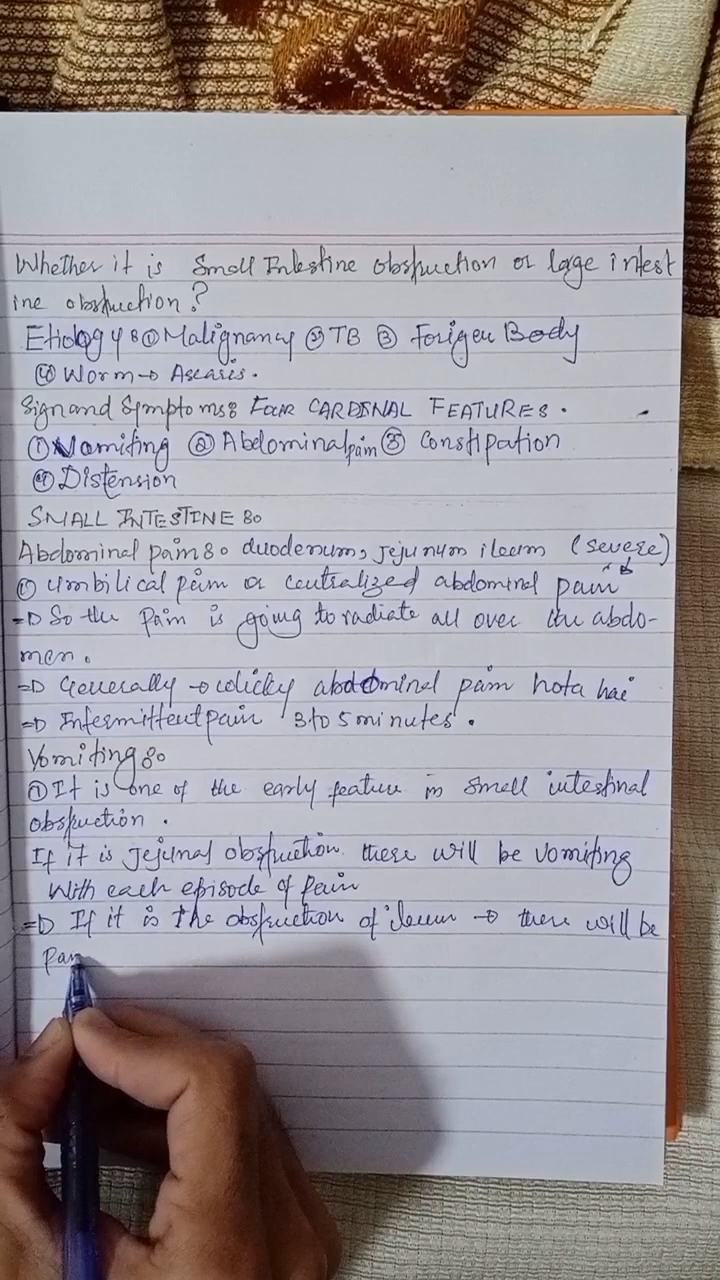 Whether it is Small Intestine obstruction or large intest
ine obstruction?
Etiology : ① Malignancy ② TB ③ Forigen Body
④ Worm → Ascaris.
Sign and Symptoms : FOUR CARDINAL FEATURES.
① Vomiting ② Abdominal pain ③ Constipation
④ Distension
SMALL INTESTINE :
Abdominal pain : duodenum, Jejunum ileum (severe)
① umbilical pain or centralized abdominal pain
⇒ So the Pain is going to radiate all over the abdo-
men.
⇒ Generally → colicky abdominal pain hota hai
⇒ Intermittent pain 3 to 5 minutes.
Vomiting :
① It is one of the early feature in Small intestinal
obstruction.
If it is Jejunal obstruction there will be vomiting
With each episode of Pain
⇒ If it is the obstruction of ileum → there will be
Pain